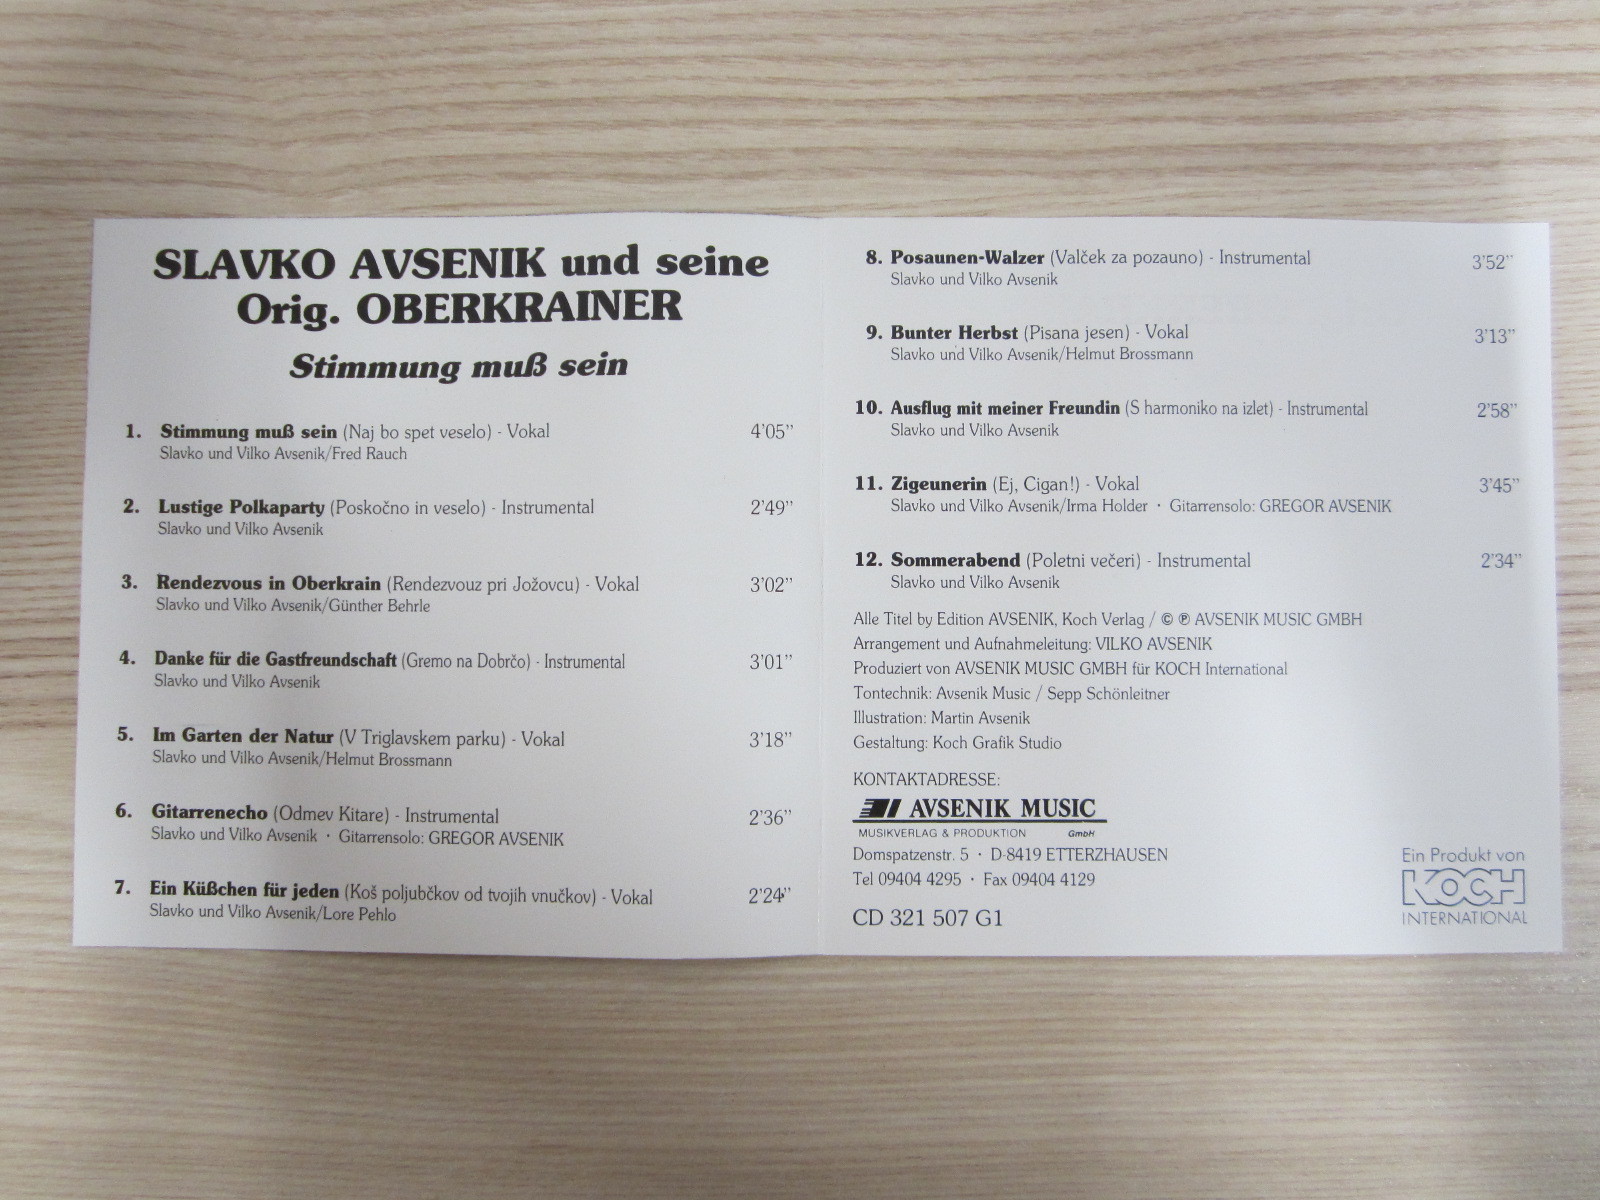 SLAVKO AVSENIK und seine
Orig. OBERKRAINER
Stimmung muß sein
1. Stimmung muß sein (Naj bo spet veselo) - Vokal 4'05"
Slavko und Vilko Avsenik/Fred Rauch
2. Lustige Polkaparty (Poskočno in veselo) - Instrumental 2'49"
Slavko und Vilko Avsenik
3. Rendezvous in Oberkrain (Rendezvouz pri Jožovcu) - Vokal 3'02"
Slavko und Vilko Avsenik/Günther Behrle
4. Danke für die Gastfreundschaft (Gremo na Dobrčo) - Instrumental 3'01"
Slavko und Vilko Avsenik
5. Im Garten der Natur (V Triglavskem parku) - Vokal 3'18"
Slavko und Vilko Avsenik/Helmut Brossmann
6. Gitarrenecho (Odmev Kitare) - Instrumental 2'36"
Slavko und Vilko Avsenik · Gitarrensolo: GREGOR AVSENIK
7. Ein Küßchen für jeden (Koš poljubčkov od tvojih vnučkov) - Vokal 2'24"
Slavko und Vilko Avsenik/Lore Pehlo
8. Posaunen-Walzer (Valček za pozauno) - Instrumental 3'52"
Slavko und Vilko Avsenik
9. Bunter Herbst (Pisana jesen) - Vokal 3'13"
Slavko und Vilko Avsenik/Helmut Brossmann
10. Ausflug mit meiner Freundin (S harmoniko na izlet) - Instrumental 2'58"
Slavko und Vilko Avsenik
11. Zigeunerin (Ej, Cigan!) - Vokal 3'45"
Slavko und Vilko Avsenik/Irma Holder · Gitarrensolo: GREGOR AVSENIK
12. Sommerabend (Poletni večeri) - Instrumental 2'34"
Slavko und Vilko Avsenik
Alle Titel by Edition AVSENIK, Koch Verlag / © ℗ AVSENIK MUSIC GMBH
Arrangement und Aufnahmeleitung: VILKO AVSENIK
Produziert von AVSENIK MUSIC GMBH für KOCH International
Tontechnik: Avsenik Music / Sepp Schönleitner
Illustration: Martin Avsenik
Gestaltung: Koch Grafik Studio
KONTAKTADRESSE:
AVSENIK MUSIC
MUSIKVERLAG & PRODUKTION GmbH
Domspatzenstr. 5 · D-8419 ETTERZHAUSEN
Tel 09404 4295 · Fax 09404 4129
CD 321 507 G1
Ein Produkt von
KOCH
INTERNATIONAL